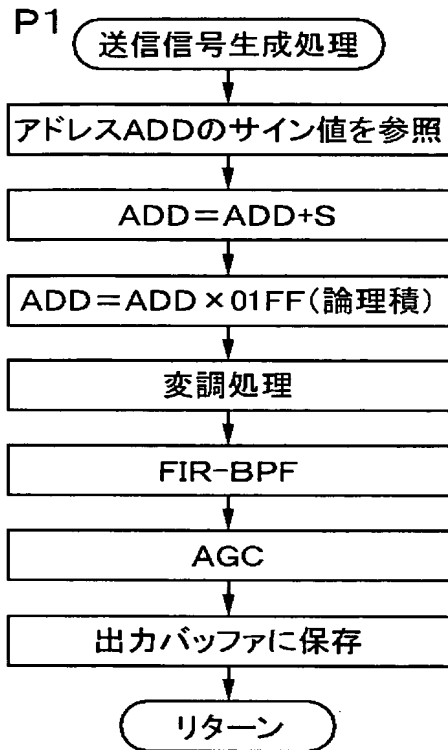 P1
送信信号生成処理
アドレスADDのサイン値を参照
ADD=ADD+S
ADD=ADD×01FF(論理積)
変調処理
FIR-BPF
AGC
出力バッファに保存
リターン